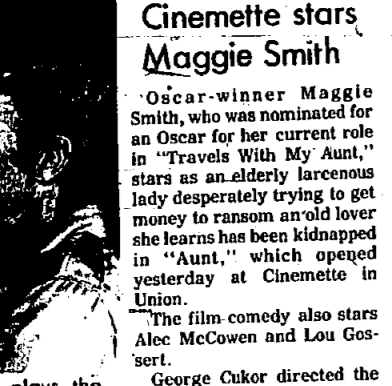 Cinemette stars
Maggie Smith
Oscar-winner Maggie
Smith, who was nominated for
an Oscar for her current role
in "Travels With My Aunt,"
stars as an elderly larcenous
lady desperately trying to get
money to ransom an old lover
she learns has been kidnapped
in "Aunt," which opened
yesterday at Cinemette in
Union.
The film comedy also stars
Alec McCowen and Lou Gos-
sert.
George Cukor directed the
plays the